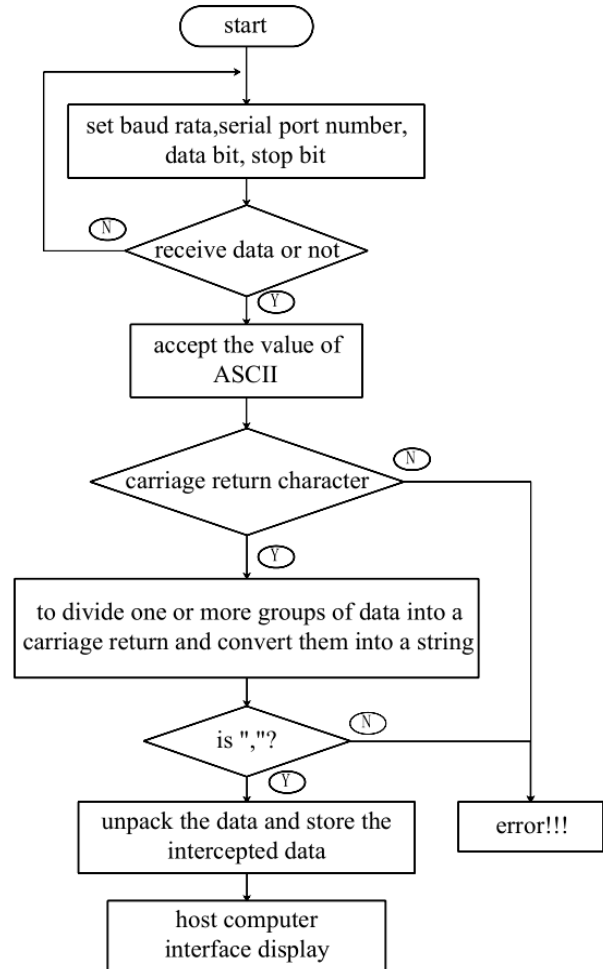 start
set baud rata,serial port number,
data bit, stop bit
N
receive data or not
Y
accept the value of
ASCII
N
carriage return character
Y
to divide one or more groups of data into a
carriage return and convert them into a string
N
is ","?
Y
unpack the data and store the
intercepted data
error!!!
host computer
interface display